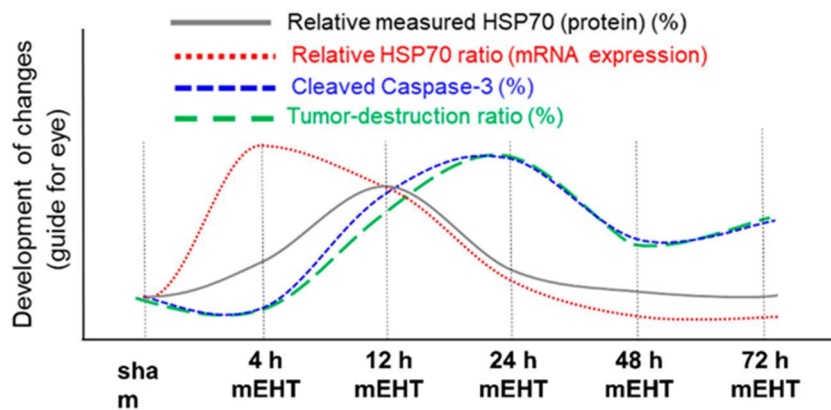 Relative measured HSP70 (protein) (%)
Relative HSP70 ratio (mRNA expression)
Cleaved Caspase-3 (%)
Tumor-destruction ratio (%)
Development of changes
(guide for eye)
sha
m
4 h
mEHT
12 h
mEHT
24 h
mEHT
48 h
mEHT
72 h
mEHT